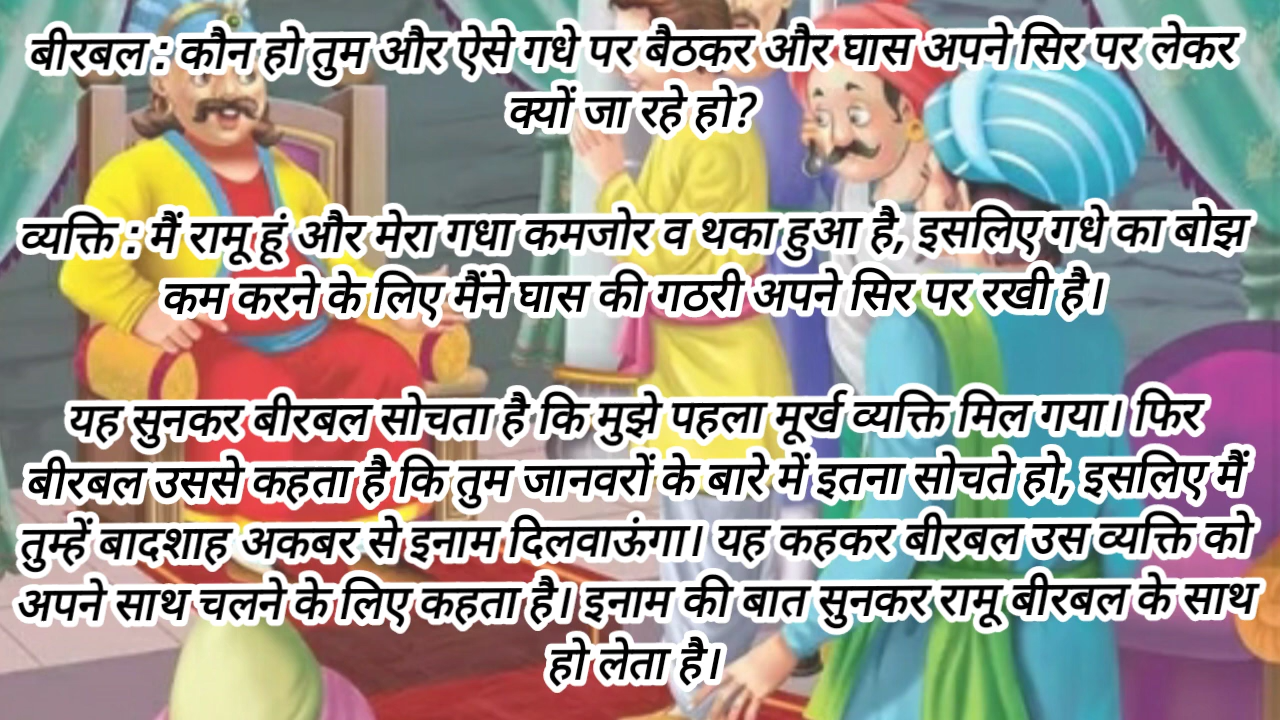 बीरबल : कौन हो तुम और ऐसे गधे पर बैठकर और घास अपने सिर पर लेकर
क्यों जा रहे हो?
व्यक्ति : मैं रामू हूं और मेरा गधा कमजोर व थका हुआ है, इसलिए गधे का बोझ
कम करने के लिए मैंने घास की गठरी अपने सिर पर रखी है।
यह सुनकर बीरबल सोचता है कि मुझे पहला मूर्ख व्यक्ति मिल गया। फिर
बीरबल उससे कहता है कि तुम जानवरों के बारे में इतना सोचते हो, इसलिए मैं
तुम्हें बादशाह अकबर से इनाम दिलवाऊंगा। यह कहकर बीरबल उस व्यक्ति को
अपने साथ चलने के लिए कहता है। इनाम की बात सुनकर रामू बीरबल के साथ
हो लेता है।